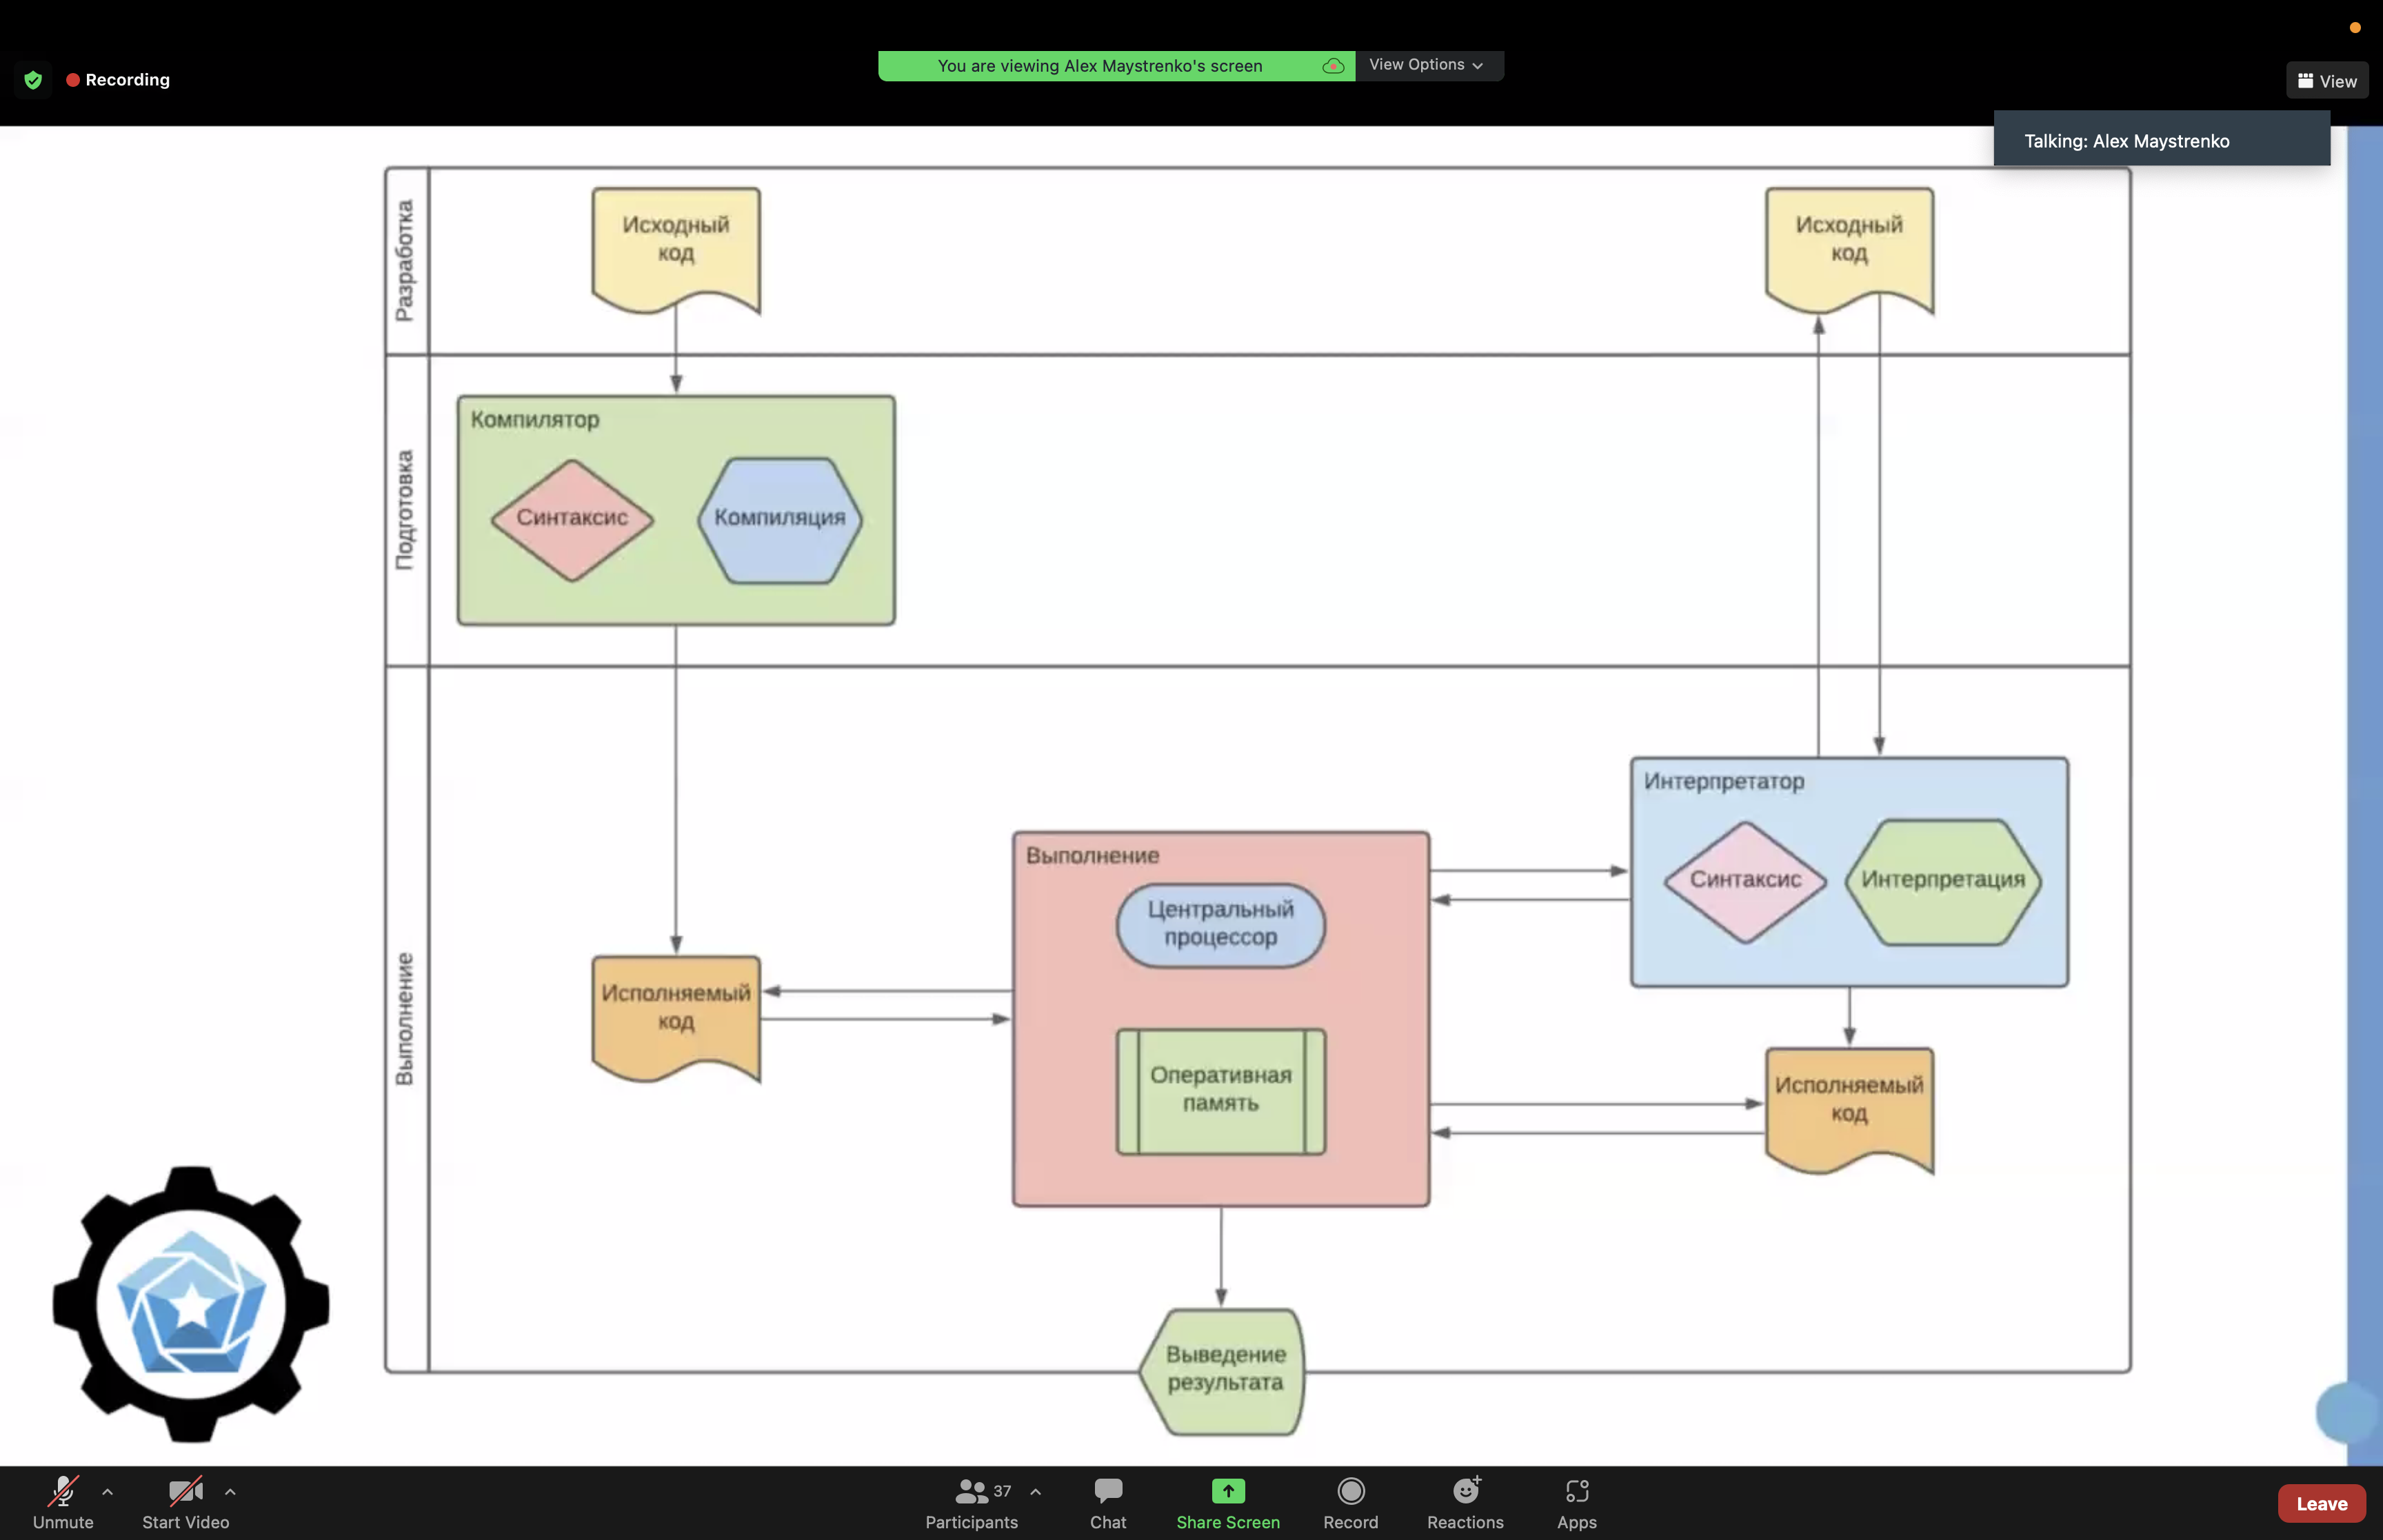 You are viewing Alex Maystrenko's screen
View Options
Recording
View
Talking: Alex Maystrenko
Разработка
Исходный
код
Исходный
код
Подготовка
Компилятор
Синтаксис
Компиляция
Выполнение
Интерпретатор
Синтаксис
Интерпретация
Выполнение
Центральный
процессор
Исполняемый
код
Оперативная
память
Исполняемый
код
Выведение
результата
Unmute
Start Video
37
Participants
Chat
Share Screen
Record
Reactions
Apps
Leave